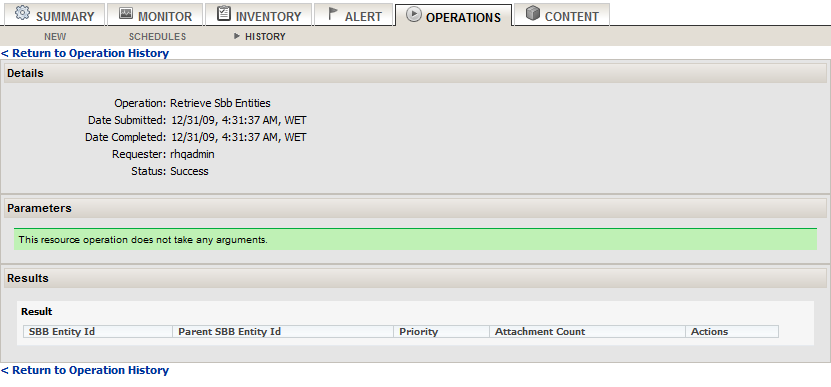 SUMMARY MONITOR INVENTORY ALERT OPERATIONS CONTENT
NEW SCHEDULES HISTORY
< Return to Operation History
Details
Operation: Retrieve Sbb Entities
Date Submitted: 12/31/09, 4:31:37 AM, WET
Date Completed: 12/31/09, 4:31:37 AM, WET
Requester: rhqadmin
Status: Success
Parameters
This resource operation does not take any arguments.
Results
Result
SBB Entity Id Parent SBB Entity Id Priority Attachment Count Actions
< Return to Operation History